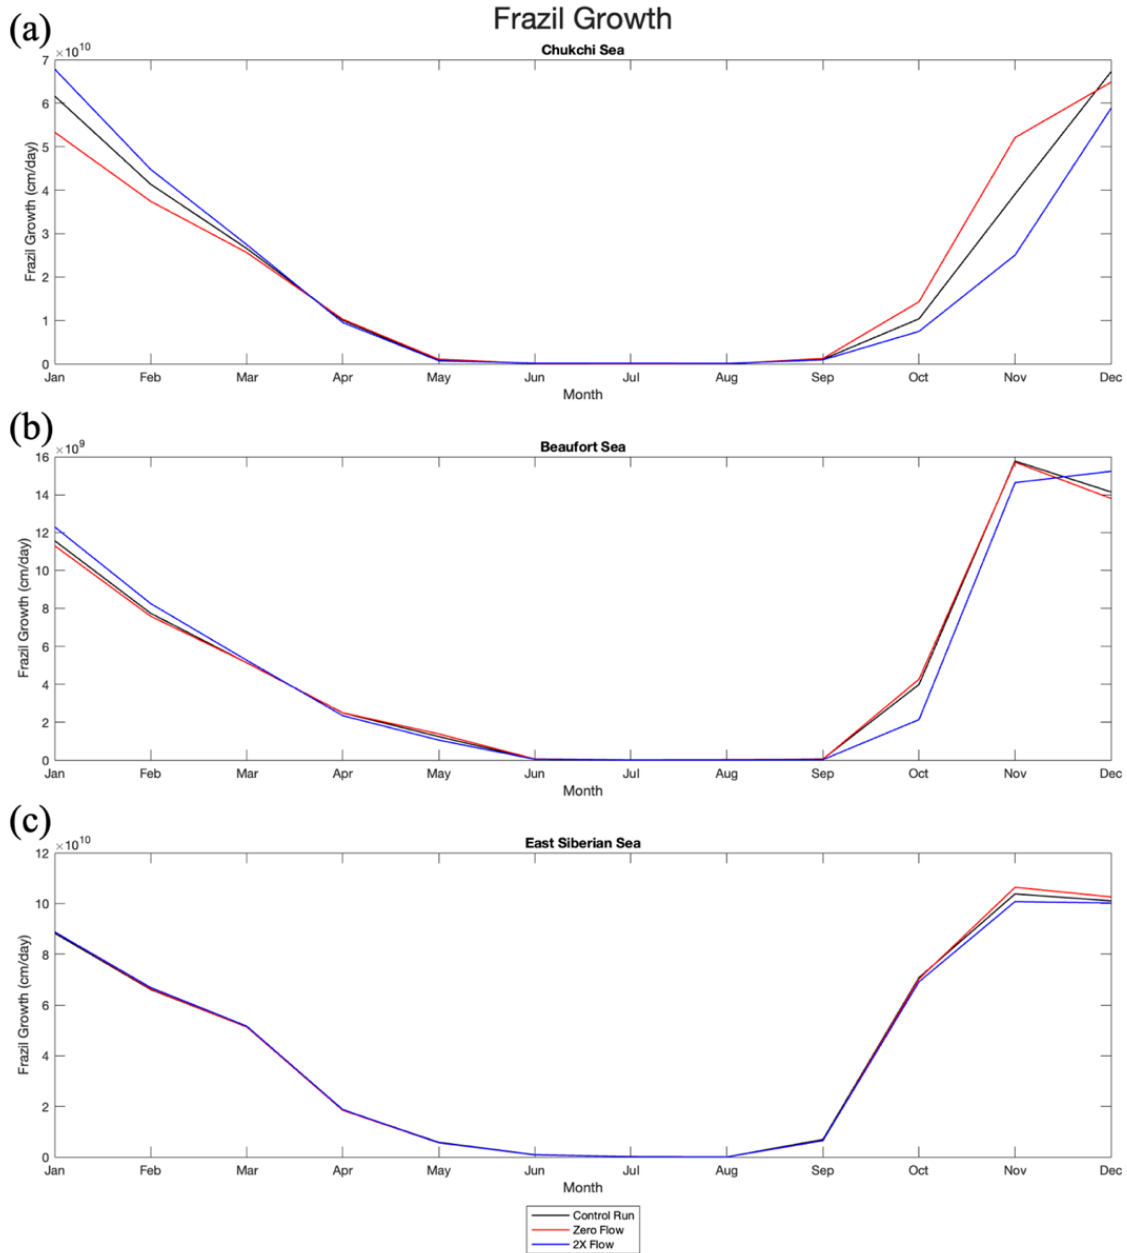 Frazil Growth
(a)
Chukchi Sea
×10^10
7
6
5
4
3
2
1
0
Frazil Growth (cm/day)
Jan Feb Mar Apr May Jun Jul Aug Sep Oct Nov Dec
Month
(b)
Beaufort Sea
×10^9
16
14
12
10
8
6
4
2
0
Frazil Growth (cm/day)
Jan Feb Mar Apr May Jun Jul Aug Sep Oct Nov Dec
Month
(c)
East Siberian Sea
×10^10
12
10
8
6
4
2
0
Frazil Growth (cm/day)
Jan Feb Mar Apr May Jun Jul Aug Sep Oct Nov Dec
Month
Control Run
Zero Flow
2X Flow